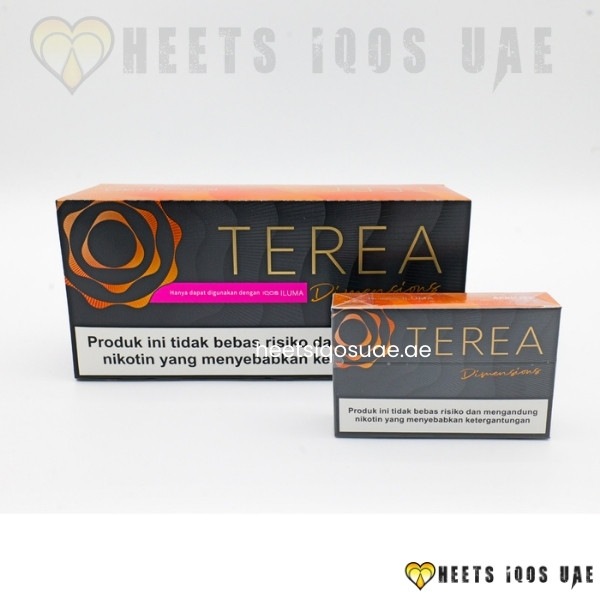 HEETS iQOS UAE
TEREA
Dimensions
Hanya dapat digunakan dengan IQOS ILUMA
Produk ini tidak bebas risiko da
nikotin yang menyebabkan ke
heetsiqosuae.de
TEREA
Dimensions
Produk ini tidak bebas risiko dan mengandung
nikotin yang menyebabkan ketergantungan
HEETS iQOS UAE